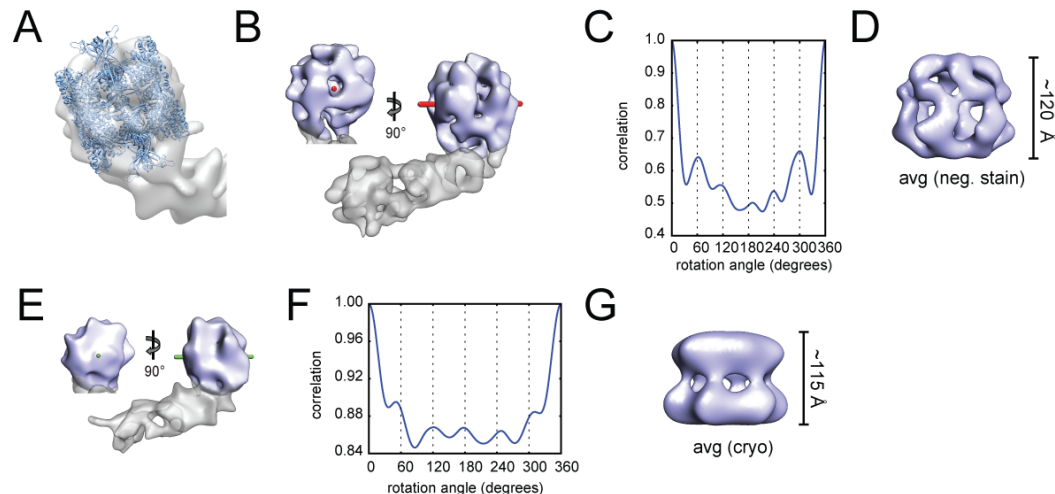 A
B
90°
C
1.0
0.9
0.8
0.7
0.6
0.5
0.4
correlation
0 60 120 180 240 300 360
rotation angle (degrees)
D
~120 Å
avg (neg. stain)
E
90°
F
1.00
0.96
0.92
0.88
0.84
correlation
0 60 120 180 240 300 360
rotation angle (degrees)
G
~115 Å
avg (cryo)